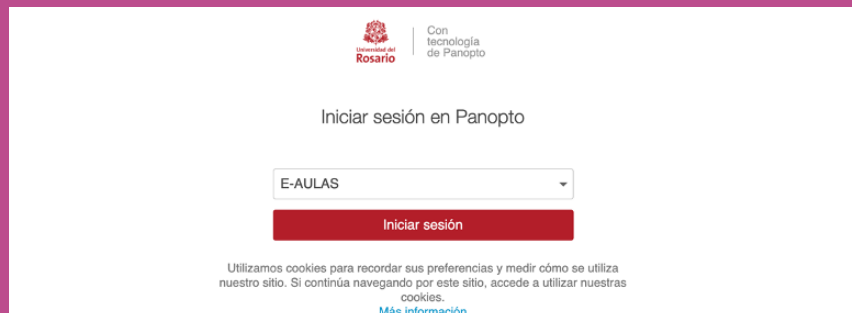 Universidad del
Rosario
Con
tecnología
de Panopto
Iniciar sesión en Panopto
E-AULAS
Iniciar sesión
Utilizamos cookies para recordar sus preferencias y medir cómo se utiliza
nuestro sitio. Si continúa navegando por este sitio, accede a utilizar nuestras
cookies.
Más información